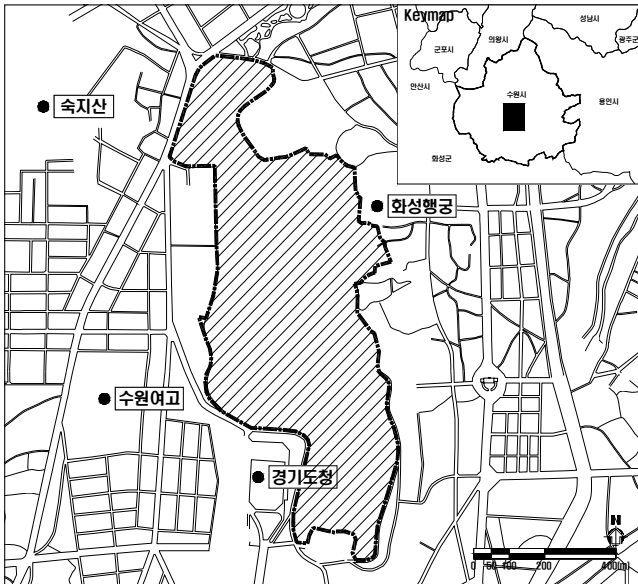 Keymap
성남시
군포시
의왕시
광주군
안산시
수원시
용인시
화성군
숙지산
화성행궁
수원여고
경기도청
N
0 50 100 200 400(m)